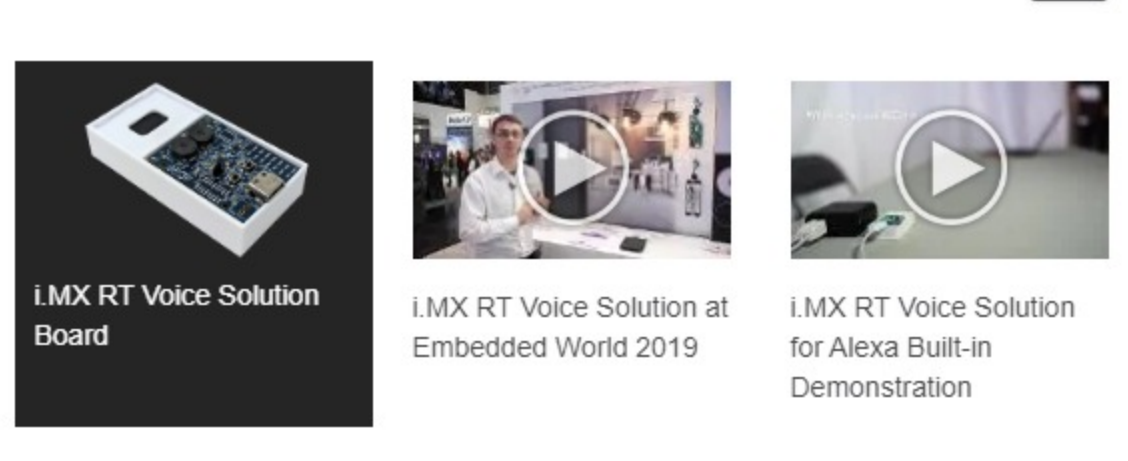 i.MX RT Voice Solution
Board
i.MX RT Voice Solution at
Embedded World 2019
i.MX RT Voice Solution
for Alexa Built-in
Demonstration